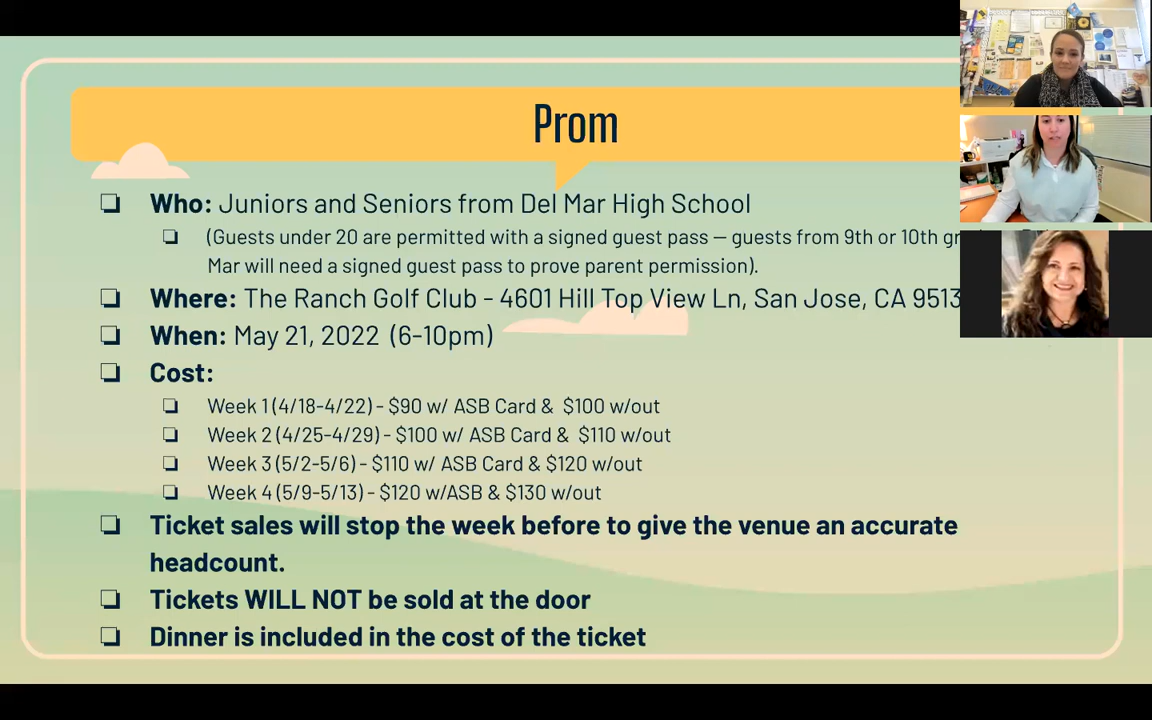 Prom
Who: Juniors and Seniors from Del Mar High School
(Guests under 20 are permitted with a signed guest pass – guests from 9th or 10th
Mar will need a signed guest pass to prove parent permission).
Where: The Ranch Golf Club - 4601 Hill Top View Ln, San Jose, CA 9513
When: May 21, 2022 (6-10pm)
Cost:
Week 1 (4/18-4/22) - $90 w/ ASB Card & $100 w/out
Week 2 (4/25-4/29) - $100 w/ ASB Card & $110 w/out
Week 3 (5/2-5/6) - $110 w/ ASB Card & $120 w/out
Week 4 (5/9-5/13) - $120 w/ASB & $130 w/out
Ticket sales will stop the week before to give the venue an accurate
headcount.
Tickets WILL NOT be sold at the door
Dinner is included in the cost of the ticket